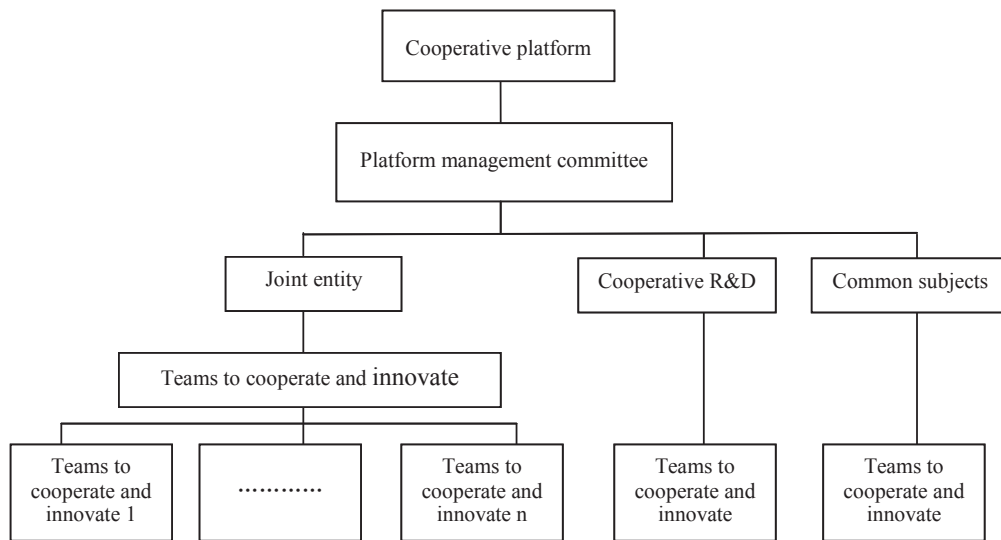 Cooperative platform
Platform management committee
Joint entity
Cooperative R&D
Common subjects
Teams to cooperate and innovate
Teams to
cooperate and
innovate 1
…………
Teams to
cooperate and
innovate n
Teams to
cooperate and
innovate
Teams to
cooperate and
innovate